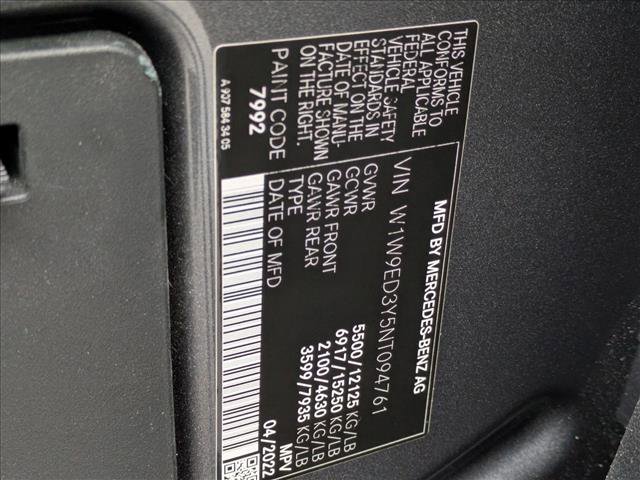 MFD BY MERCEDES-BENZ AG
VIN W1W9ED3Y5NT094761
GVWR 5500/12125 KG/LB
GCWR 6917/15250 KG/LB
GAWR FRONT 2100/4630 KG/LB
GAWR REAR 3599/7935 KG/LB
TYPE: MPV
DATE OF MFD 04/2022
THIS VEHICLE
CONFORMS TO
ALL APPLICABLE
FEDERAL
VEHICLE SAFETY
STANDARDS IN
EFFECT ON THE
DATE OF MANU-
FACTURE SHOWN
ON THE RIGHT.
PAINT CODE
7992
A 907 584 34 05